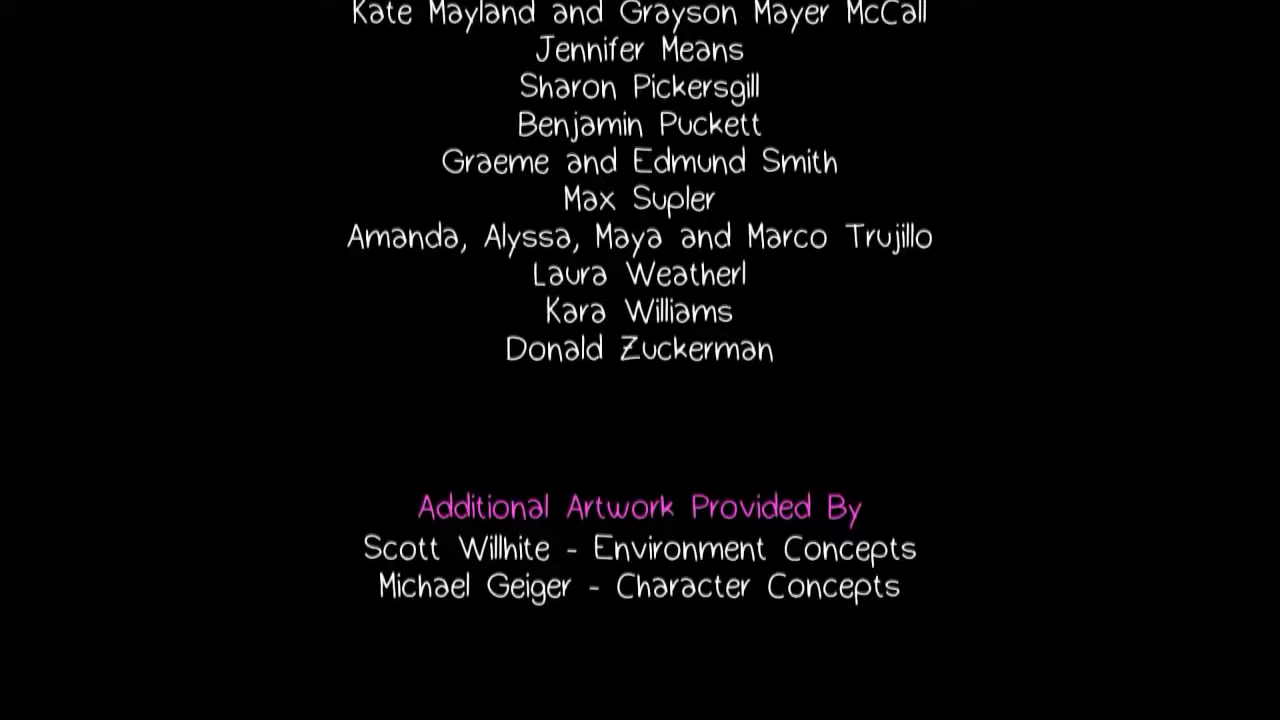 Kate Mayland and Grayson Mayer McCall
Jennifer Means
Sharon Pickersgill
Benjamin Puckett
Graeme and Edmund Smith
Max Supler
Amanda, Alyssa, Maya and Marco Trujillo
Laura Weatherl
Kara Williams
Donald Zuckerman
Additional Artwork Provided By
Scott Willhite - Environment Concepts
Michael Geiger - Character Concepts